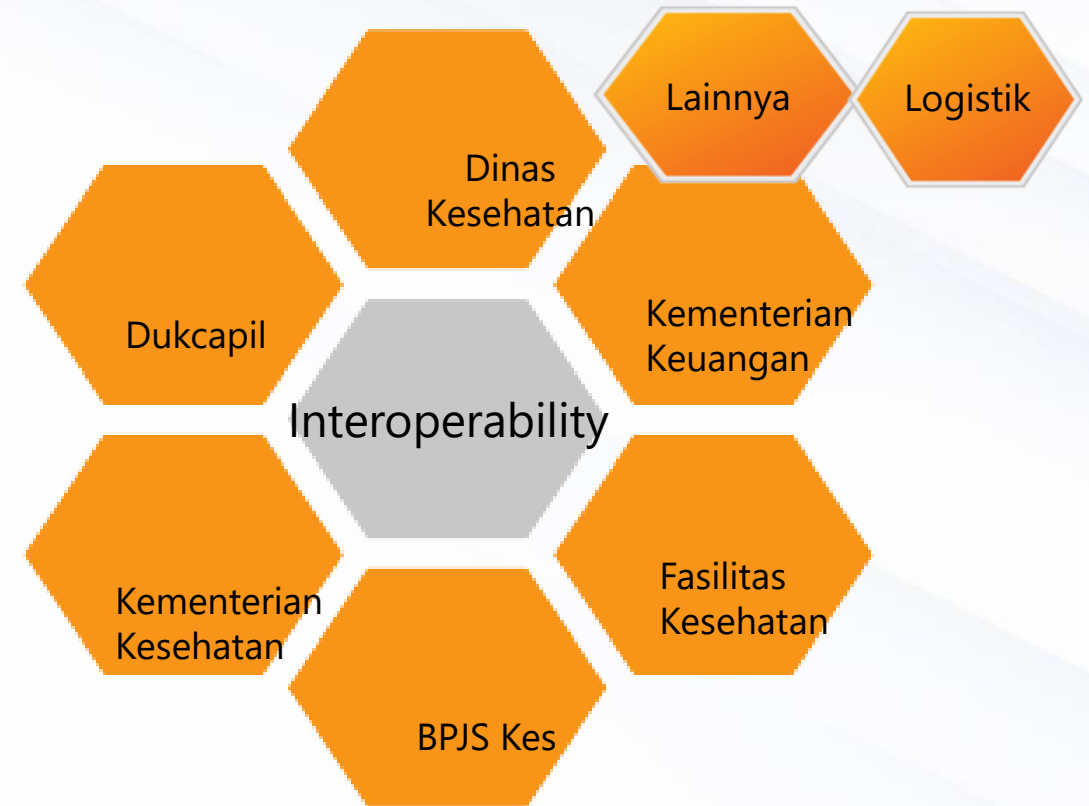 Lainnya
Logistik
Dinas
Kesehatan
Dukcapil
Kementerian
Keuangan
Interoperability
Kementerian
Kesehatan
Fasilitas
Kesehatan
BPJS Kes